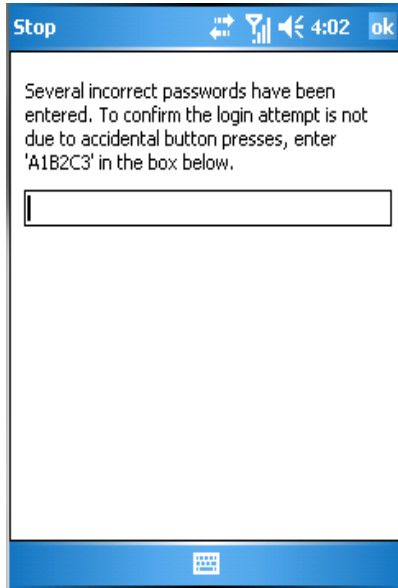 Stop 4:02 ok
Several incorrect passwords have been
entered. To confirm the login attempt is not
due to accidental button presses, enter
'A1B2C3' in the box below.